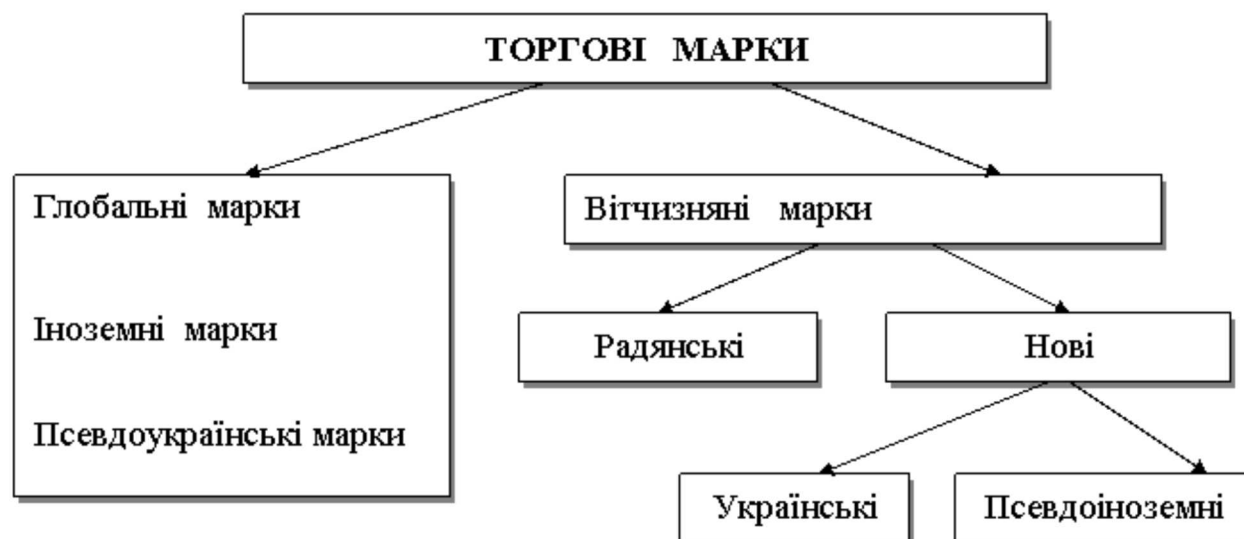 ТОРГОВІ МАРКИ
Глобальні марки
Іноземні марки
Псевдоукраїнські марки
Вітчизняні марки
Радянські
Нові
Українські
Псевдоіноземні